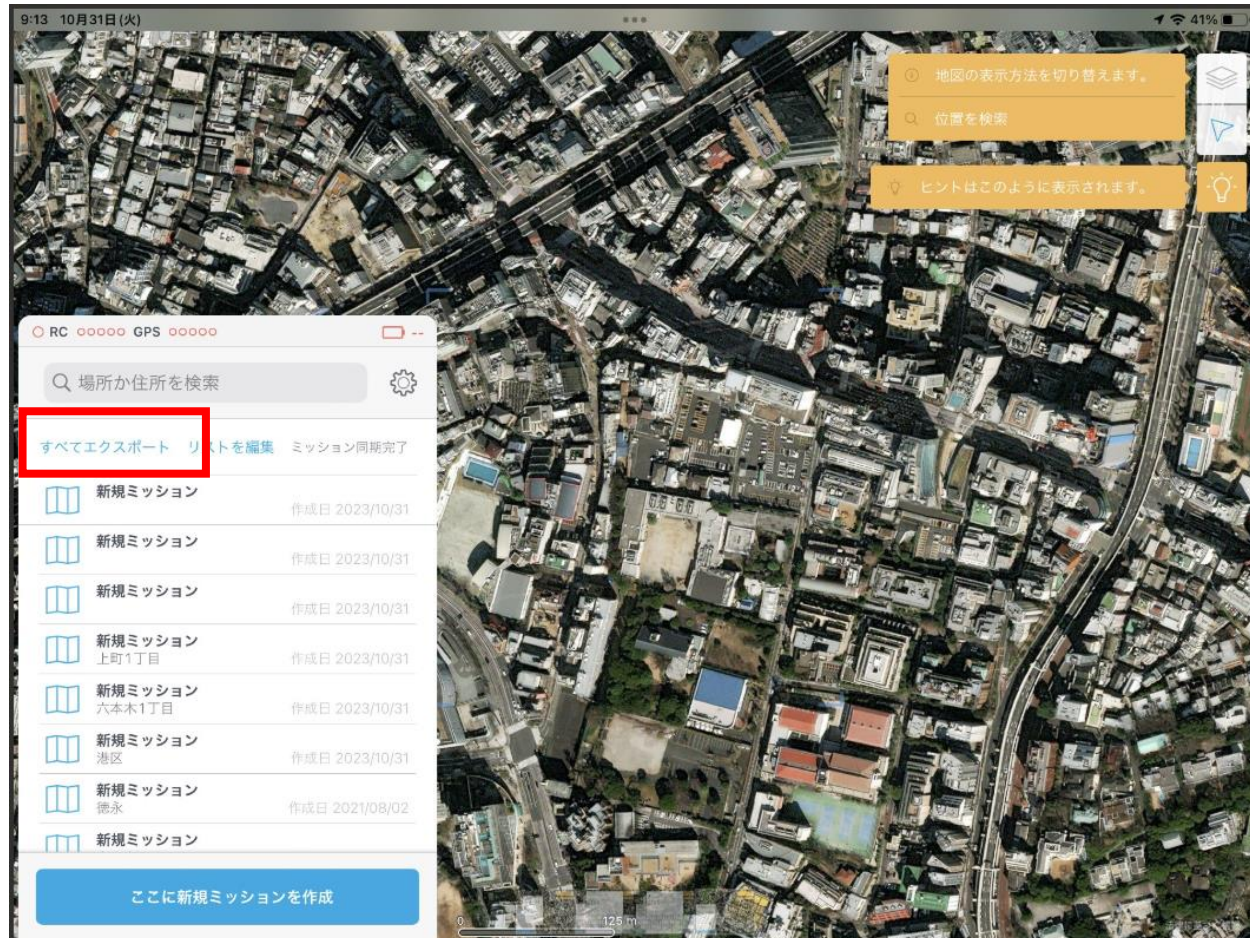 9:13 10月31日(火)
41%
地図の表示方法を切り替えます。
位置を検索
ヒントはこのように表示されます。
RC GPS --
場所か住所を検索
すべてエクスポート リストを編集 ミッション同期完了
新規ミッション
作成日 2023/10/31
新規ミッション
作成日 2023/10/31
新規ミッション
作成日 2023/10/31
新規ミッション
上町1丁目 作成日 2023/10/31
新規ミッション
六本木1丁目 作成日 2023/10/31
新規ミッション
港区 作成日 2023/10/31
新規ミッション
徳永 作成日 2021/08/02
新規ミッション
ここに新規ミッションを作成
0 125 m